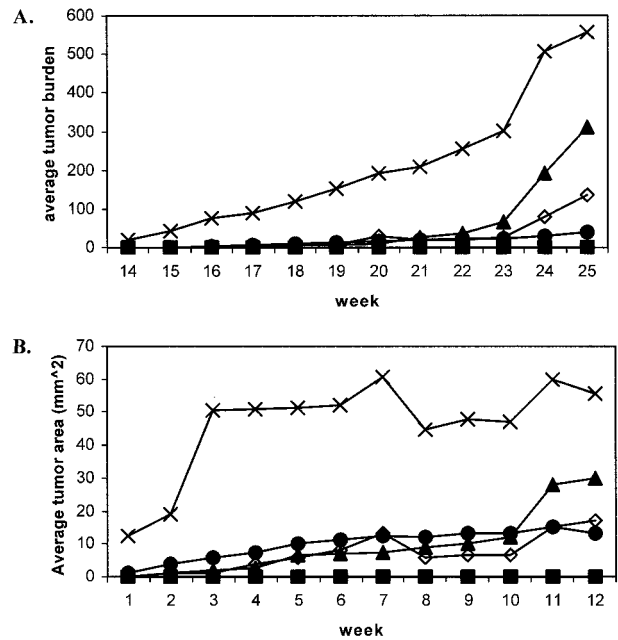 A.
average tumor burden
600
500
400
300
200
100
0
14 15 16 17 18 19 20 21 22 23 24 25
week
B.
Average tumor area (mm^2)
70
60
50
40
30
20
10
0
1 2 3 4 5 6 7 8 9 10 11 12
week